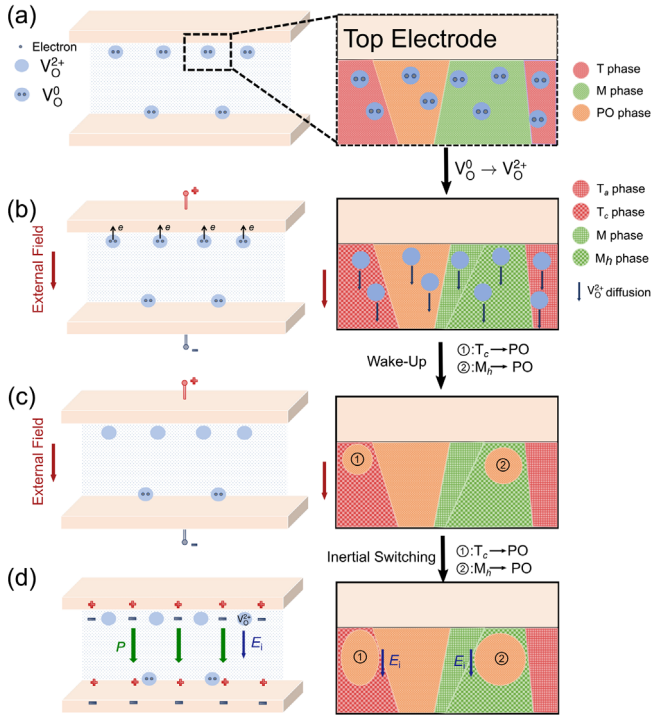 (a)
Electron
V_O^2+
V_O^0
Top Electrode
T phase
M phase
PO phase
V_O^0 → V_O^2+
(b)
+
e e e e
External Field
-
T_a phase
T_c phase
M phase
M_h phase
V_O^2+ diffusion
Wake-Up
①:T_c→PO
②:M_h→ PO
(c)
+
External Field
-
① ②
Inertial Switching
①:T_c→PO
②:M_h→ PO
(d)
+ + + + +
- - - - V_O^2+ -
P E_i
+ + + + +
- - - - -
① E_i E_i ②